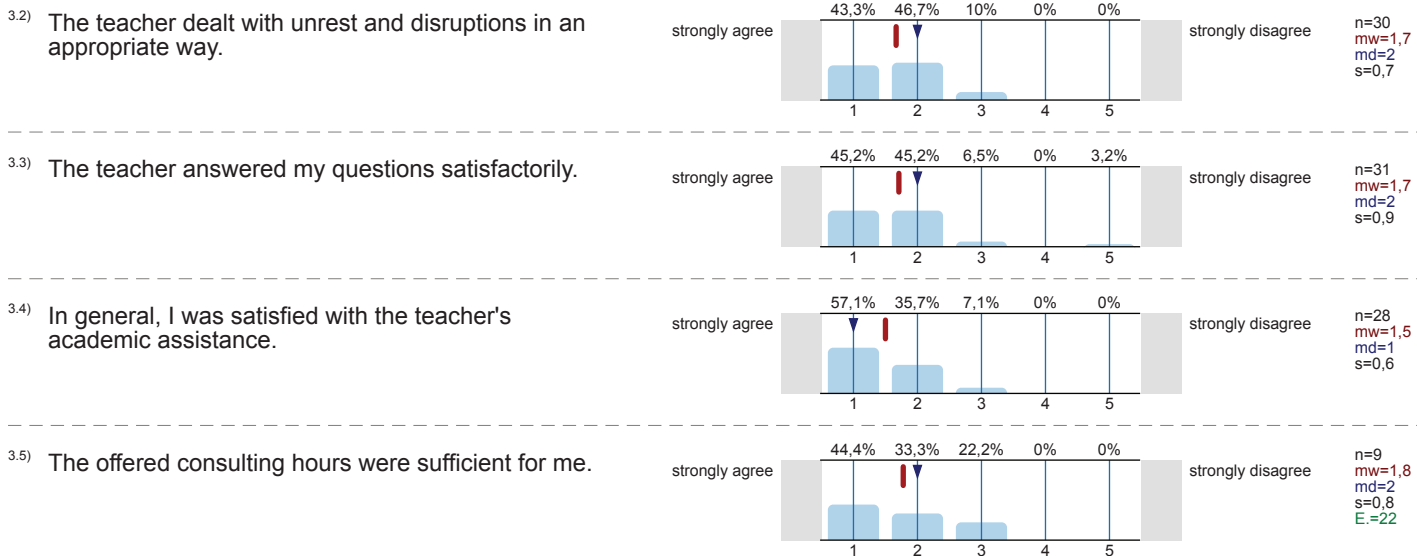 3.2) The teacher dealt with unrest and disruptions in an
appropriate way.
strongly agree
43,3% 46,7% 10% 0% 0%
1 2 3 4 5
strongly disagree
n=30
mw=1,7
md=2
s=0,7
3.3) The teacher answered my questions satisfactorily.
strongly agree
45,2% 45,2% 6,5% 0% 3,2%
1 2 3 4 5
strongly disagree
n=31
mw=1,7
md=2
s=0,9
3.4) In general, I was satisfied with the teacher's
academic assistance.
strongly agree
57,1% 35,7% 7,1% 0% 0%
1 2 3 4 5
strongly disagree
n=28
mw=1,5
md=1
s=0,6
3.5) The offered consulting hours were sufficient for me.
strongly agree
44,4% 33,3% 22,2% 0% 0%
1 2 3 4 5
strongly disagree
n=9
mw=1,8
md=2
s=0,8
E.=22